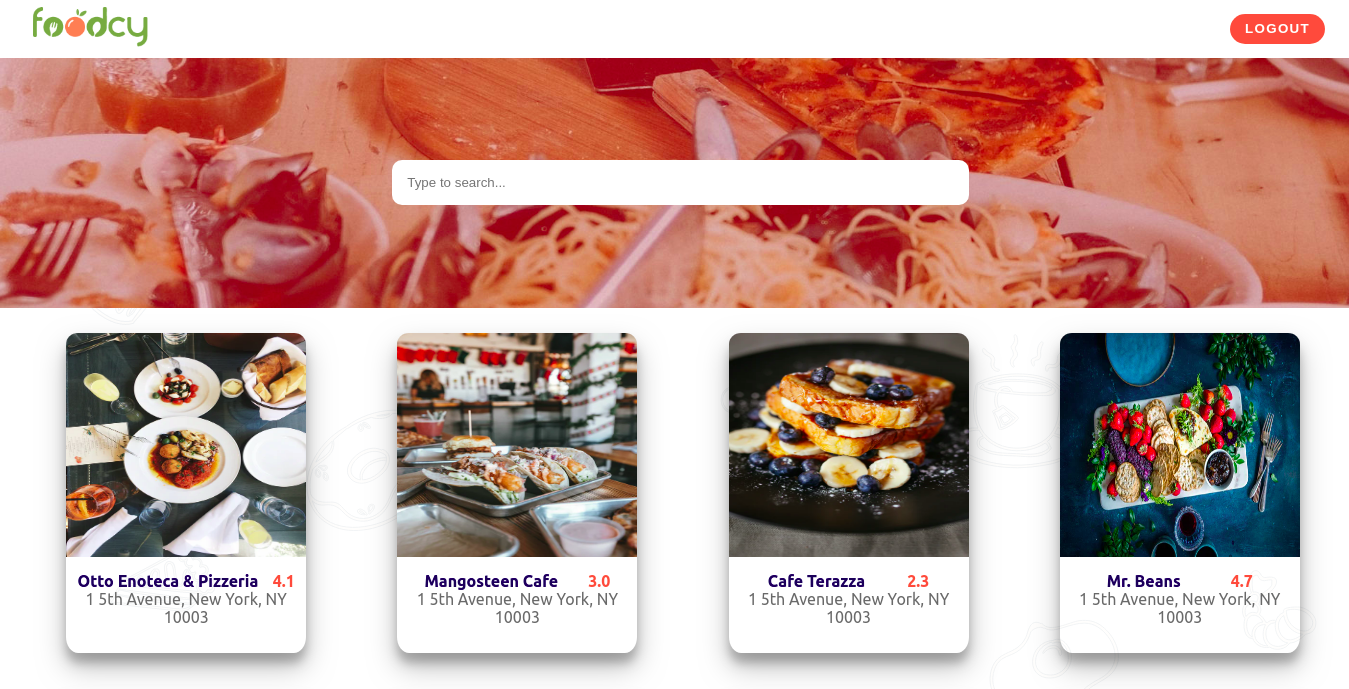 foodcy
LOGOUT
Type to search...
Otto Enoteca & Pizzeria 4.1
1 5th Avenue, New York, NY
10003
Mangosteen Cafe 3.0
1 5th Avenue, New York, NY
10003
Cafe Terazza 2.3
1 5th Avenue, New York, NY
10003
Mr. Beans 4.7
1 5th Avenue, New York, NY
10003